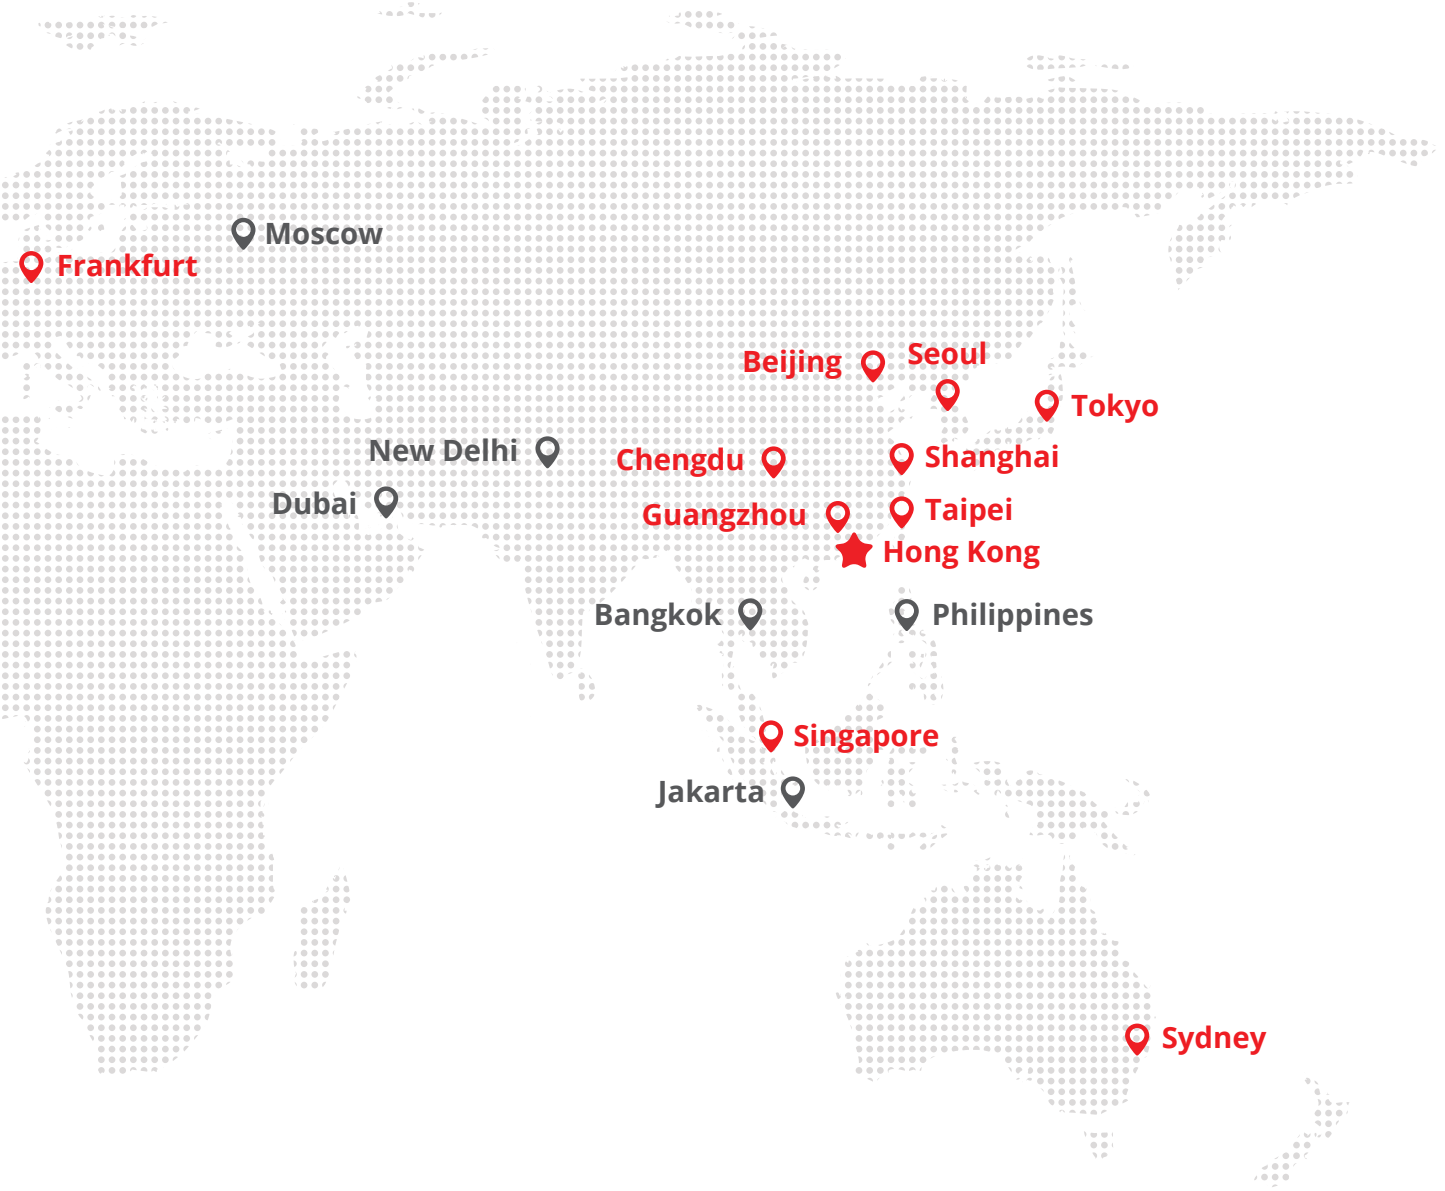 Moscow
Frankfurt
Seoul
Beijing
Tokyo
New Delhi
Chengdu
Shanghai
Dubai
Guangzhou
Taipei
Hong Kong
Bangkok
Philippines
Singapore
Jakarta
Sydney